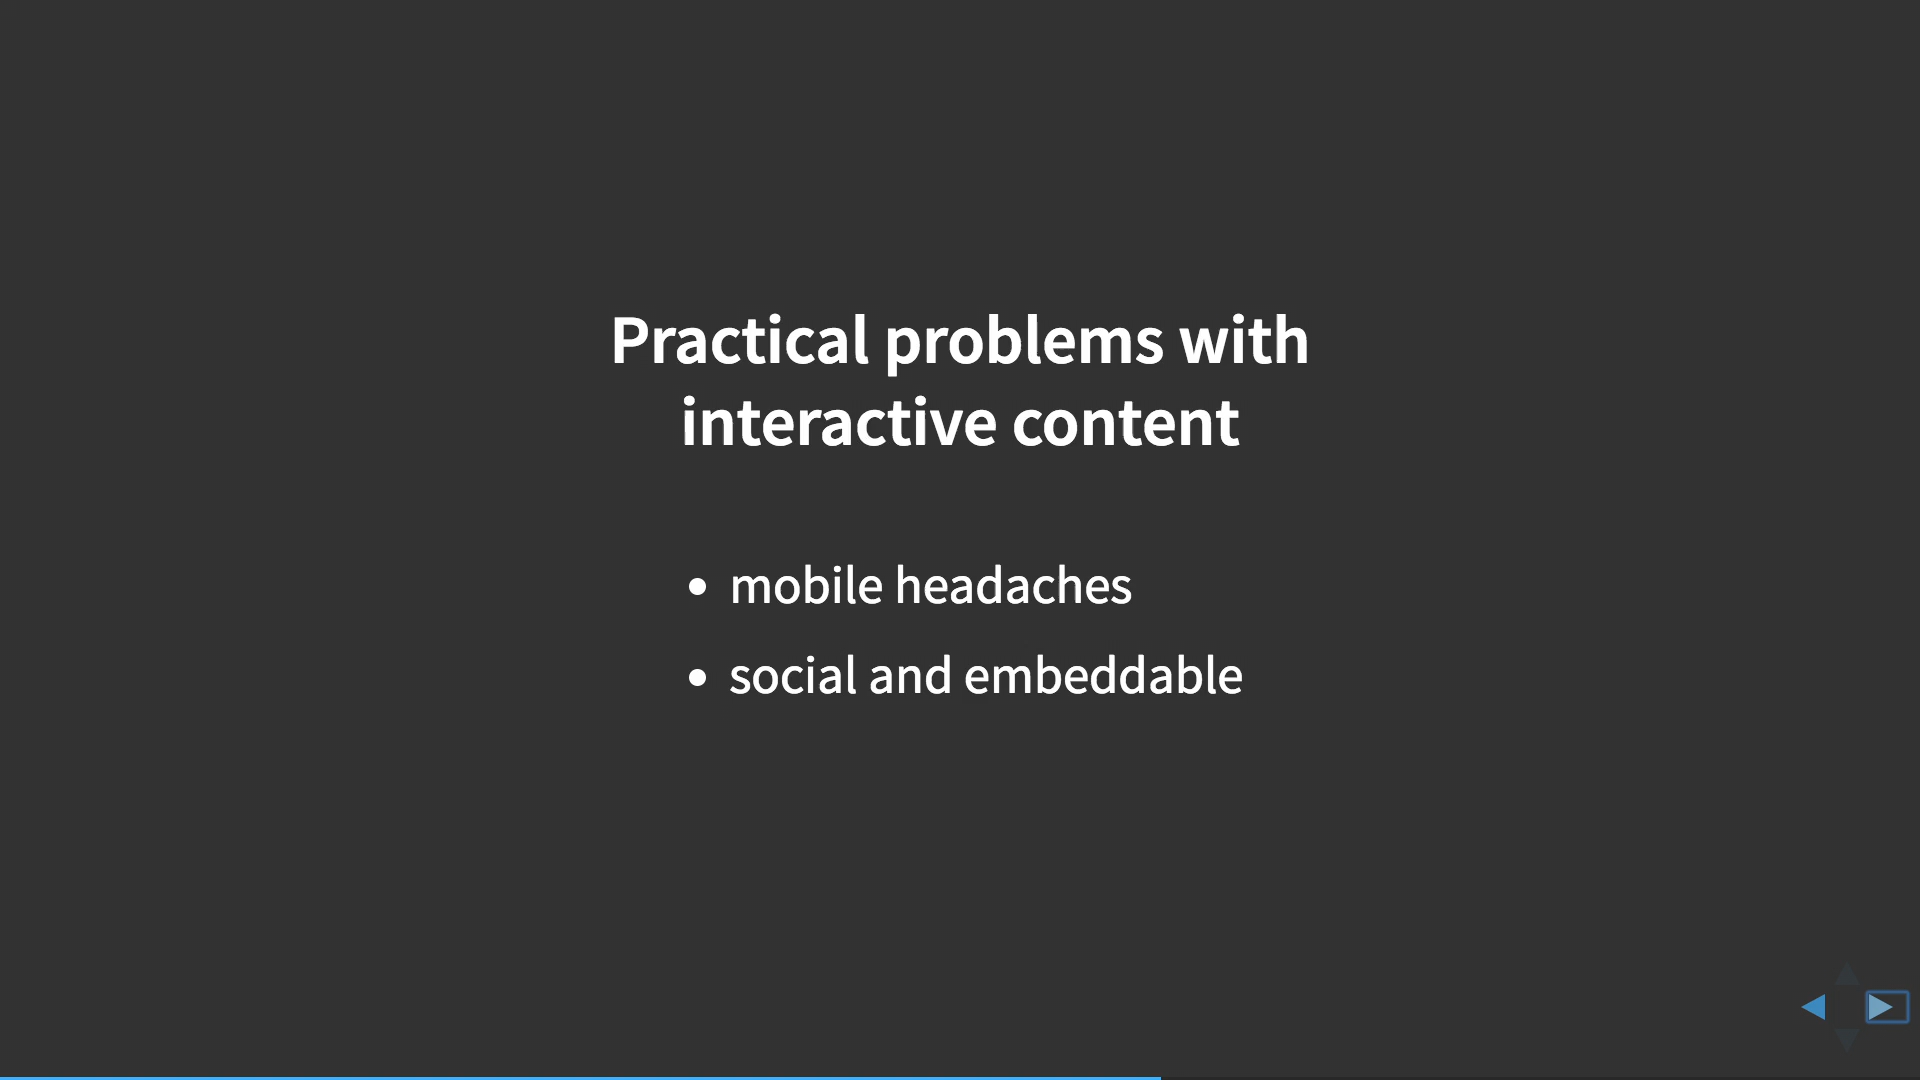 Practical problems with
interactive content
• mobile headaches
• social and embeddable